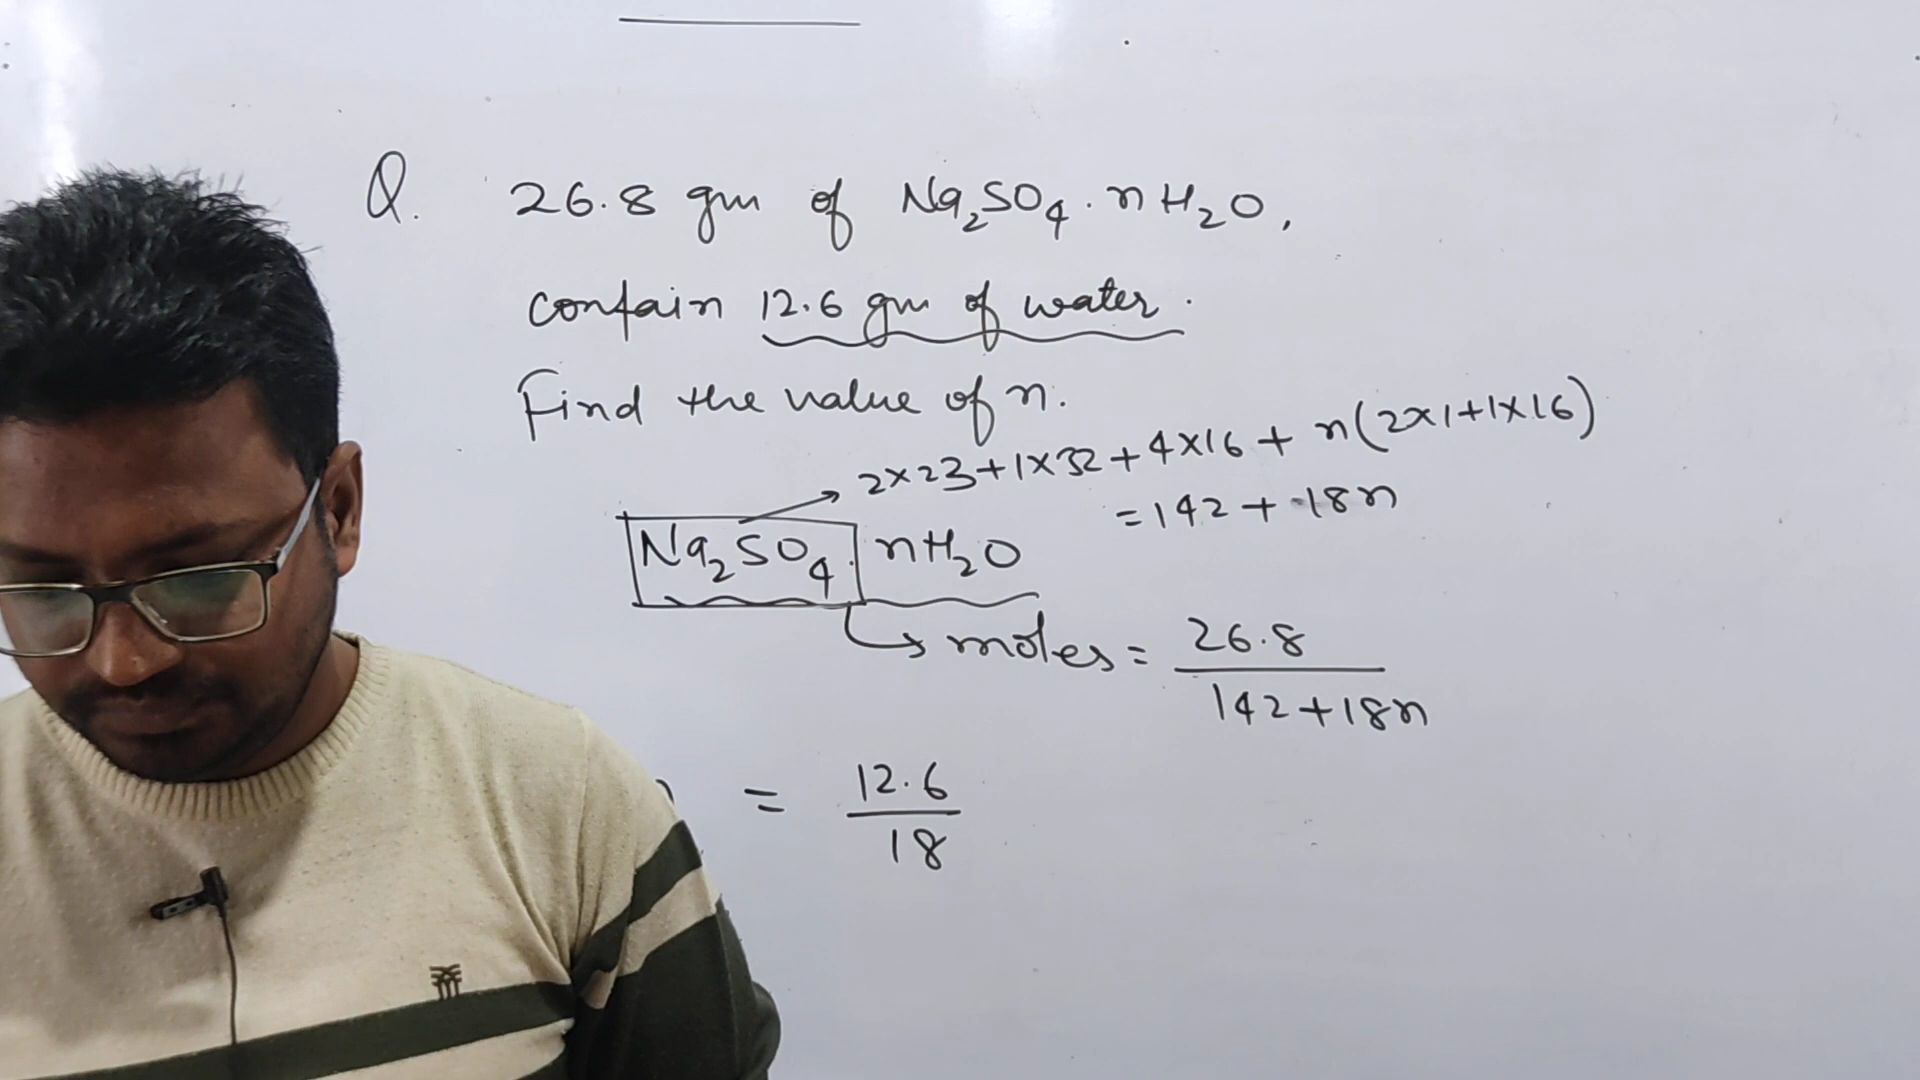 Q. 26.8 gm of Na₂SO₄.nH₂O,
contain 12.6 gm of water.
Find the value of n.
2×23+1×32+4×16+n(2×1+1×16)
=142+18n
Na₂SO₄.nH₂O
moles = 26.8
142+18n
= 12.6
18